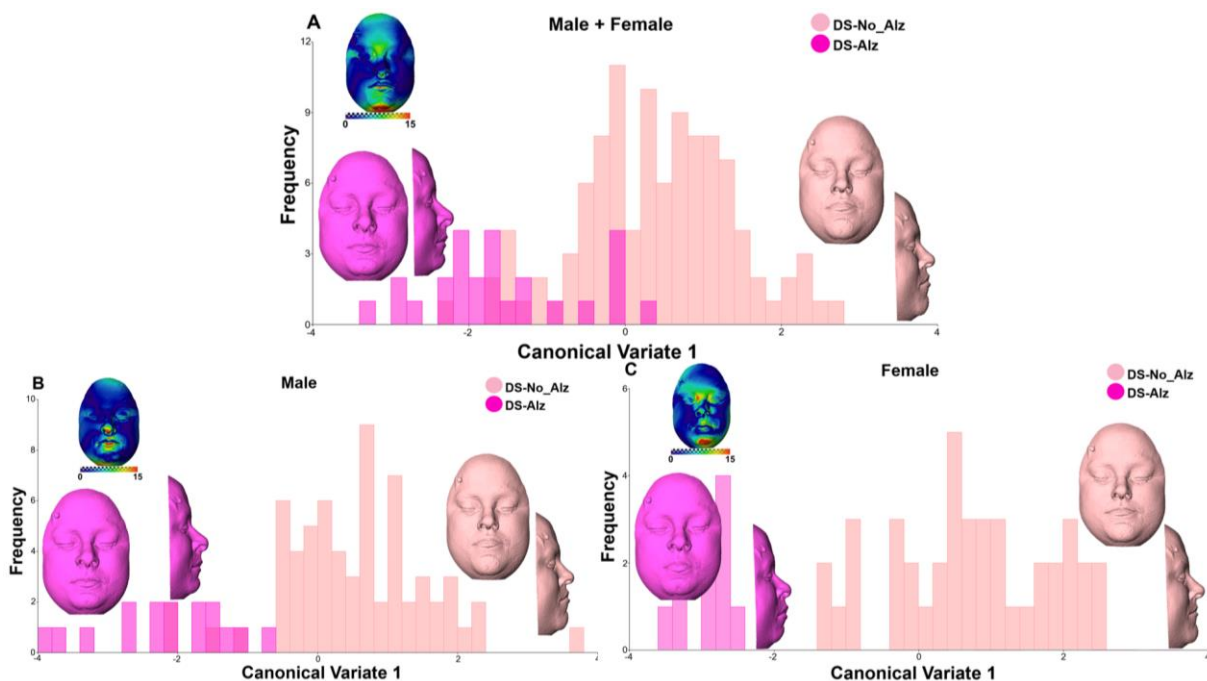 A
Male + Female
DS-No_Alz
DS-Alz
12
9
6
3
0
Frequency
0 15
-4 -2 0 2 4
Canonical Variate 1
B
Male
DS-No_Alz
DS-Alz
10
8
6
4
2
0
Frequency
0 15
-4 -2 0 2 4
Canonical Variate 1
C
Female
DS-No_Alz
DS-Alz
6
4
2
0
Frequency
0 15
-4 -2 0 2 4
Canonical Variate 1